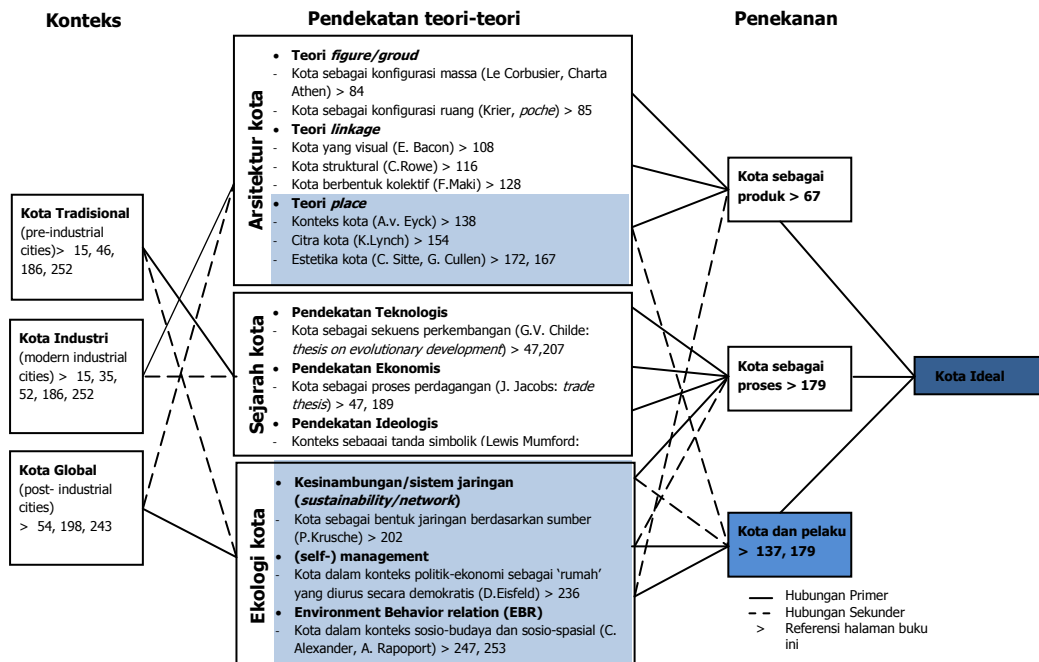 Konteks
Pendekatan teori-teori
Penekanan
Kota Tradisional
(pre-industrial
cities)> 15, 46,
186, 252
Kota Industri
(modern industrial
cities) > 15, 35,
52, 186, 252
Kota Global
(post- industrial
cities)
> 54, 198, 243
Arsitektur kota
• Teori figure/groud
- Kota sebagai konfigurasi massa (Le Corbusier, Charta
Athen) > 84
- Kota sebagai konfigurasi ruang (Krier, poche) > 85
• Teori linkage
- Kota yang visual (E. Bacon) > 108
- Kota struktural (C.Rowe) > 116
- Kota berbentuk kolektif (F.Maki) > 128
• Teori place
- Konteks kota (A.v. Eyck) > 138
- Citra kota (K.Lynch) > 154
- Estetika kota (C. Sitte, G. Cullen) > 172, 167
Sejarah kota
• Pendekatan Teknologis
- Kota sebagai sekuens perkembangan (G.V. Childe:
thesis on evolutionary development) > 47,207
• Pendekatan Ekonomis
- Kota sebagai proses perdagangan (J. Jacobs: trade
thesis) > 47, 189
• Pendekatan Ideologis
- Konteks sebagai tanda simbolik (Lewis Mumford:
Ekologi kota
• Kesinambungan/sistem jaringan
(sustainability/network)
- Kota sebagai bentuk jaringan berdasarkan sumber
(P.Krusche) > 202
• (self-) management
- Kota dalam konteks politik-ekonomi sebagai ‘rumah’
yang diurus secara demokratis (D.Eisfeld) > 236
• Environment Behavior relation (EBR)
- Kota dalam konteks sosio-budaya dan sosio-spasial (C.
Alexander, A. Rapoport) > 247, 253
Kota sebagai
produk > 67
Kota sebagai
proses > 179
Kota dan pelaku
> 137, 179
Kota Ideal
Hubungan Primer
Hubungan Sekunder
> Referensi halaman buku
ini